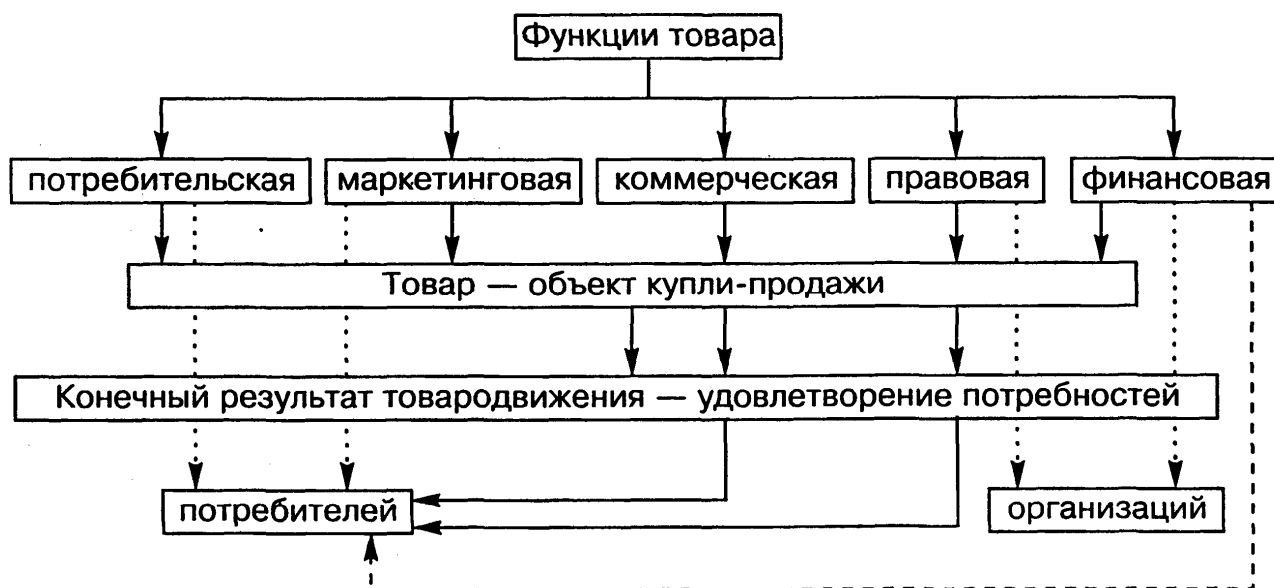 Функции товара
потребительская
маркетинговая
коммерческая
правовая
финансовая
Товар — объект купли-продажи
Конечный результат товародвижения — удовлетворение потребностей
потребителей
организаций